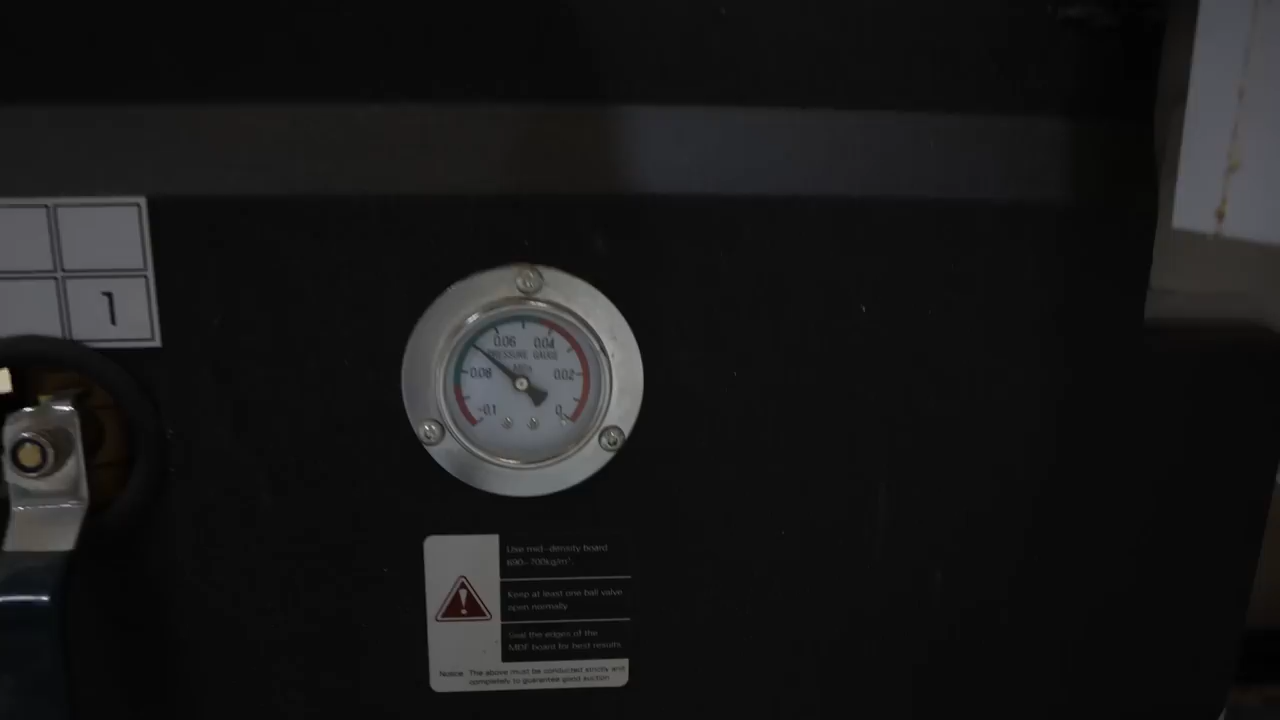 1
0.06 0.04
PRESSURE GAUGE
MPa
0.08 0.02
-0.1 0
Use mid-density board
690-700kg/m³.
Keep at least one ball valve
open normally
Seal the edges of the
MDF board for best results
Notice: The above must be conducted strictly and
completely to guarantee good suction